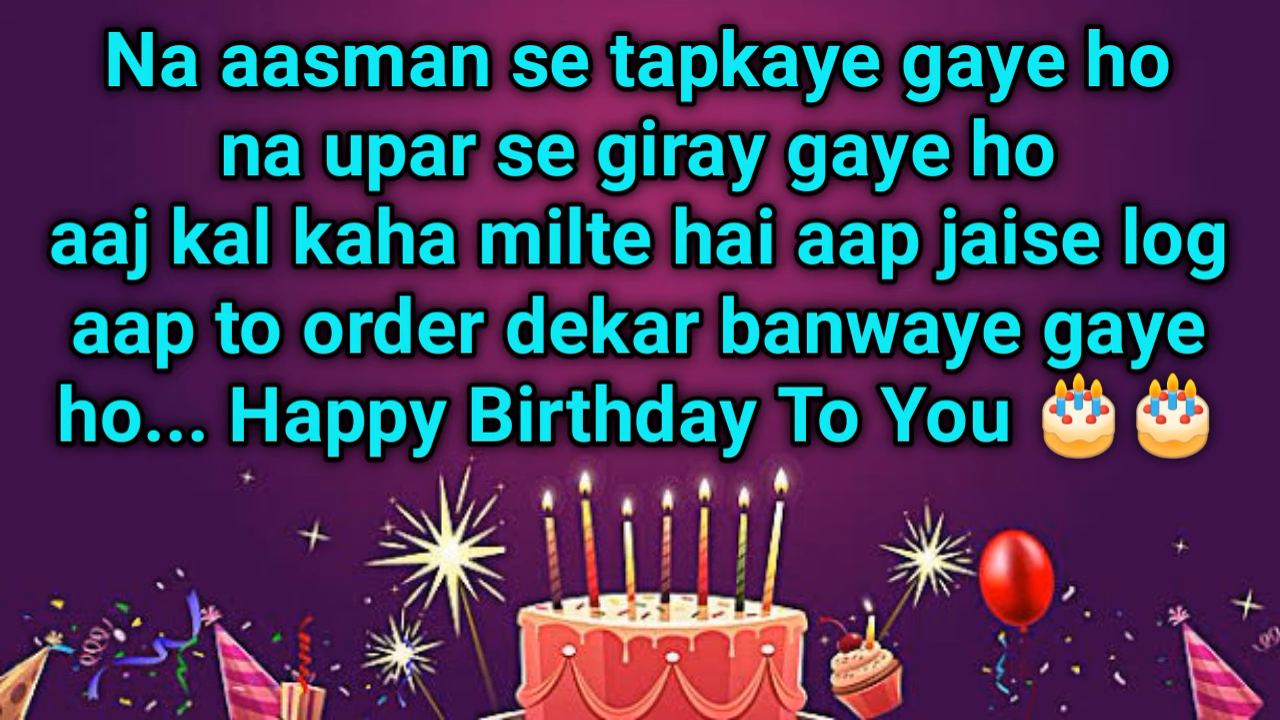 Na aasman se tapkaye gaye ho
na upar se giray gaye ho
aaj kal kaha milte hai aap jaise log
aap to order dekar banwaye gaye
ho... Happy Birthday To You 🎂 🎂